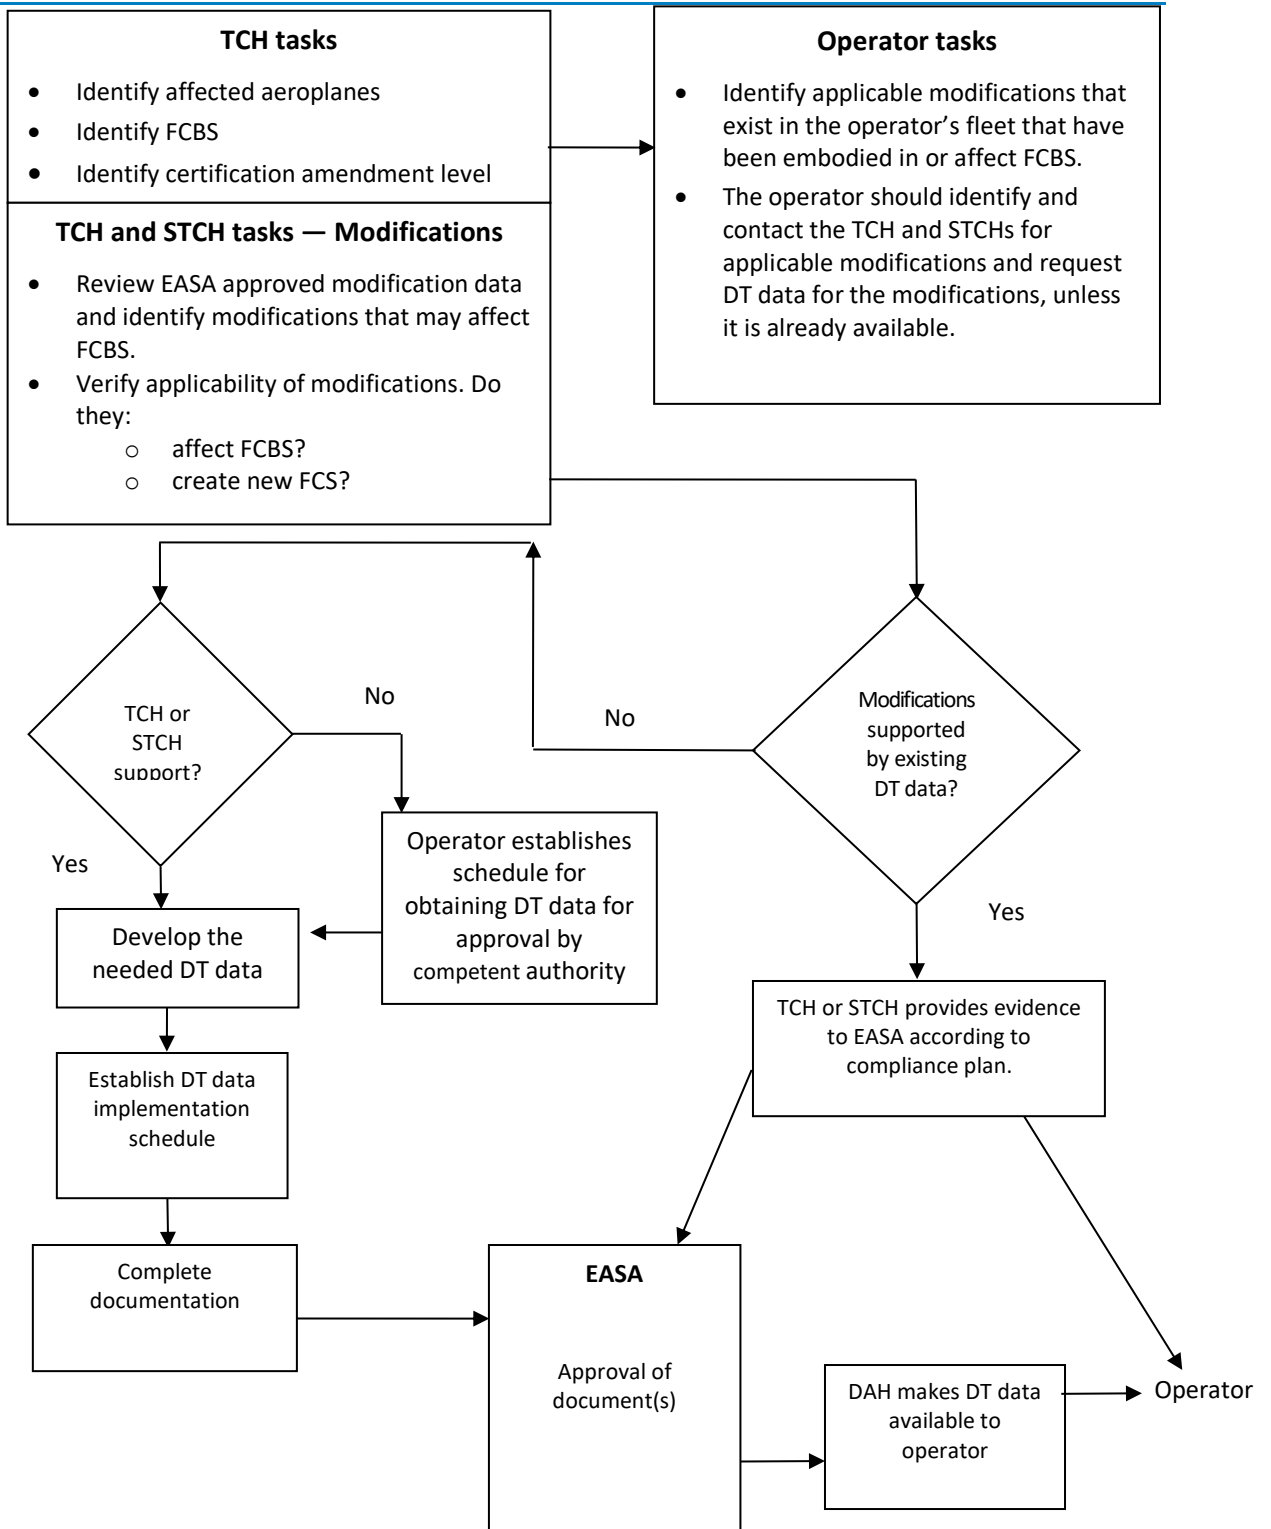 TCH tasks
• Identify affected aeroplanes
• Identify FCBS
• Identify certification amendment level
TCH and STCH tasks — Modifications
• Review EASA approved modification data
and identify modifications that may affect
FCBS.
• Verify applicability of modifications. Do
they:
o affect FCBS?
o create new FCS?
Operator tasks
• Identify applicable modifications that
exist in the operator’s fleet that have
been embodied in or affect FCBS.
• The operator should identify and
contact the TCH and STCHs for
applicable modifications and request
DT data for the modifications, unless
it is already available.
TCH or
STCH
support?
No
Yes
No
Modifications
supported
by existing
DT data?
Yes
Operator establishes
schedule for
obtaining DT data for
approval by
competent authority
Develop the
needed DT data
Establish DT data
implementation
schedule
Complete
documentation
TCH or STCH provides evidence
to EASA according to
compliance plan.
EASA
Approval of
document(s)
DAH makes DT data
available to
operator
Operator